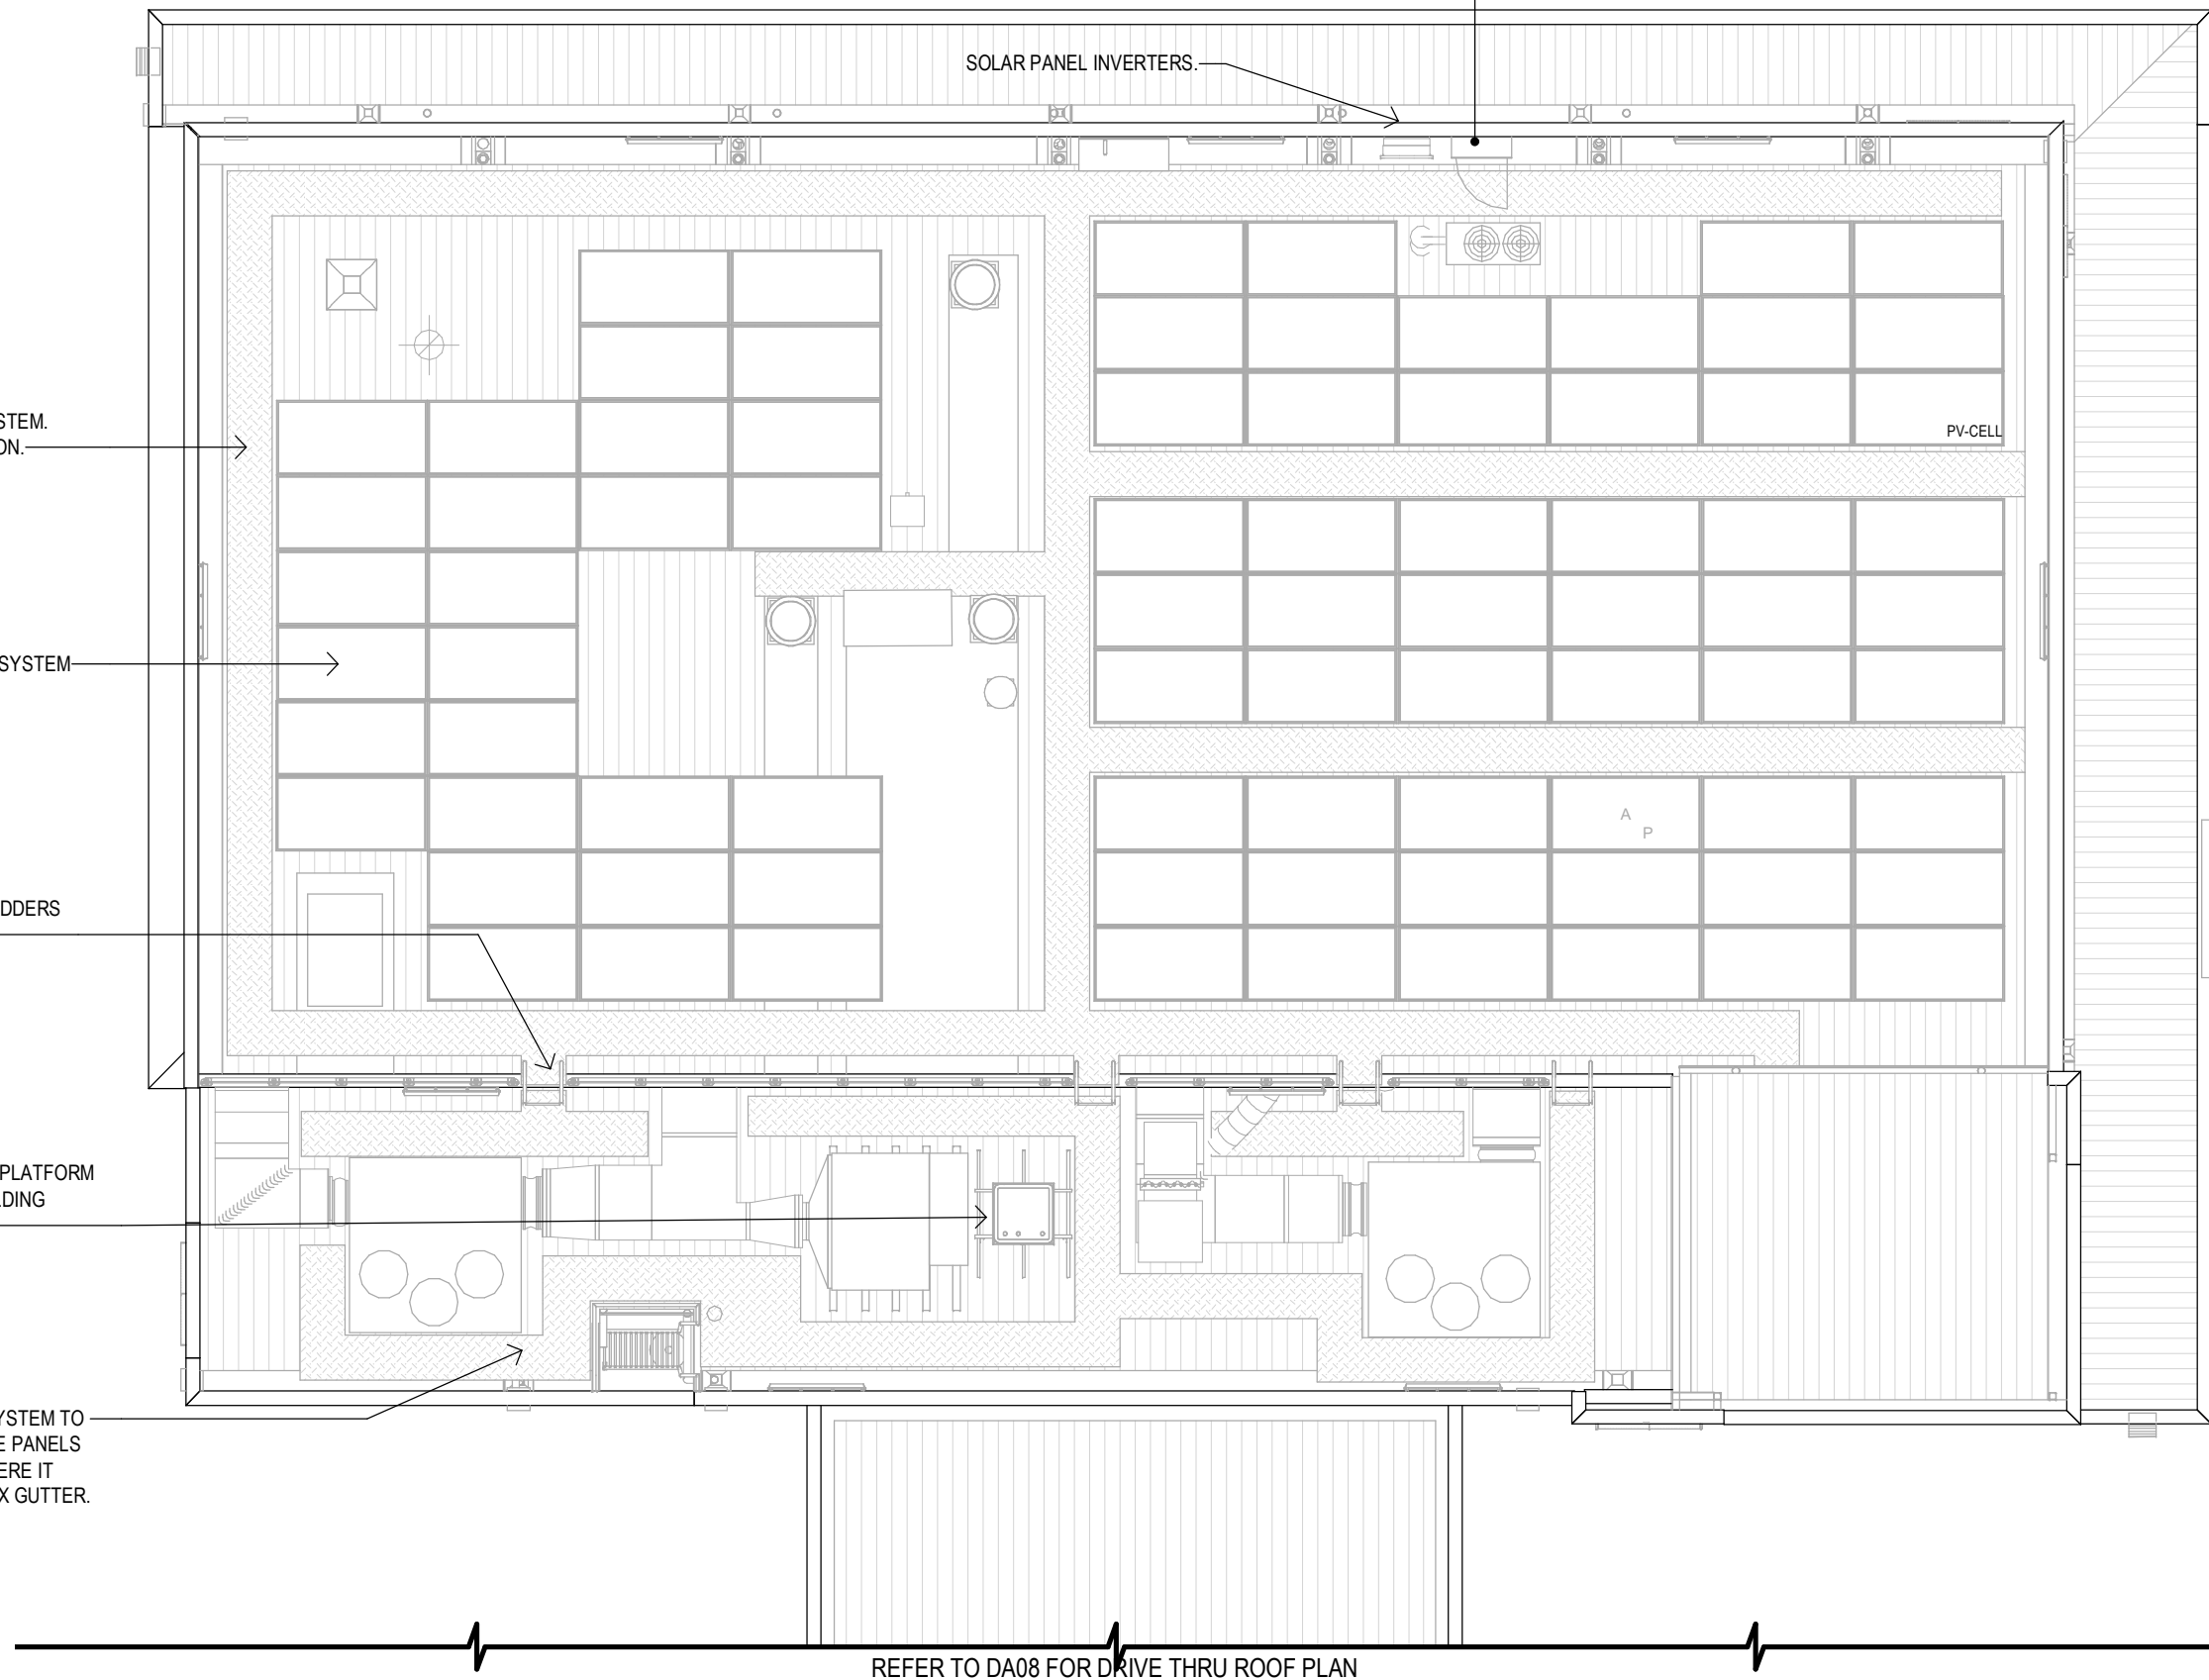 SOLAR PANEL INVERTERS.
STEM.
ON.
PV-CELL
SYSTEM
A
P
DDERS
PLATFORM
DING
YSTEM TO
E PANELS
ERE IT
X GUTTER.
REFER TO DA08 FOR DRIVE THRU ROOF PLAN